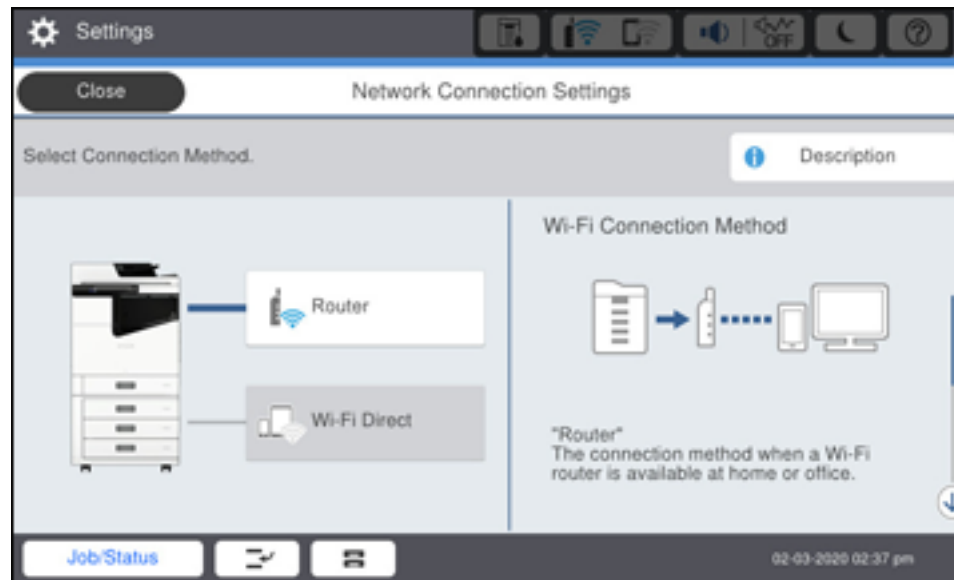 Settings
OFF
Close
Network Connection Settings
Select Connection Method.
Description
Router
Wi-Fi Direct
Wi-Fi Connection Method
"Router"
The connection method when a Wi-Fi
router is available at home or office.
Job/Status
02-03-2020 02:37 pm